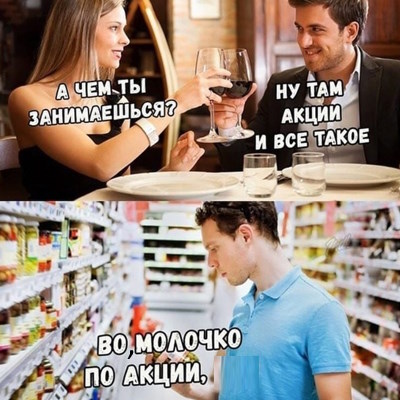 А ЧЕМ ТЫ
ЗАНИМАЕШЬСЯ?
НУ ТАМ
АКЦИИ
И ВСЕ ТАКОЕ
ВО,МОЛОЧКО
ПО АКЦИИ,